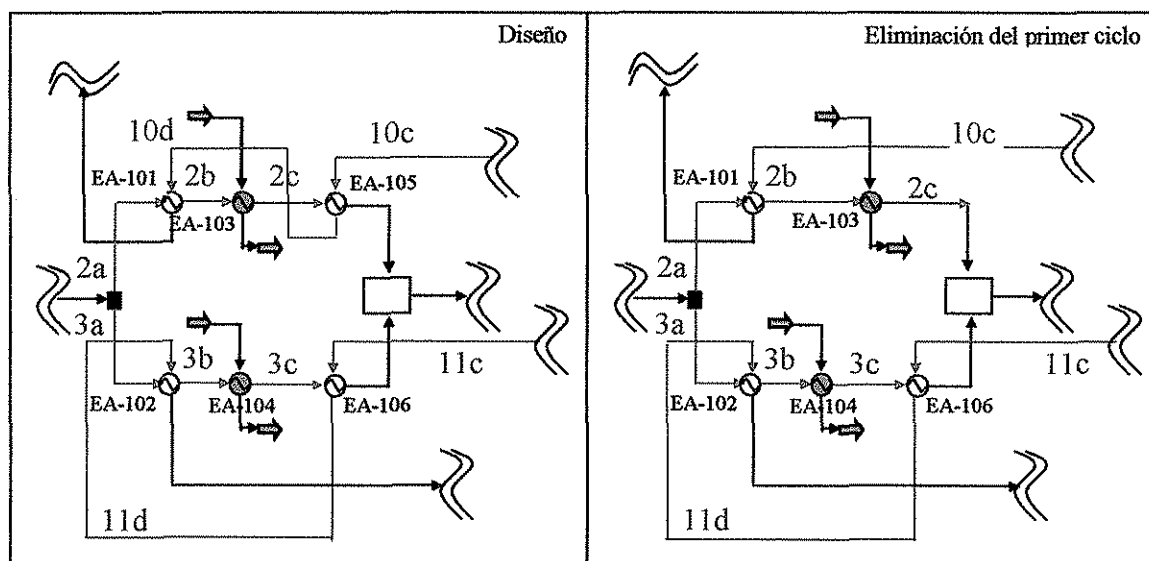 Diseño
10d
10c
EA-101
2b
2c
EA-105
EA-103
2a
3a
3b
3c
11c
EA-102
EA-104
EA-106
11d
Eliminación del primer ciclo
10c
EA-101
2b
2c
EA-103
2a
3a
3b
3c
11c
EA-102
EA-104
EA-106
11d